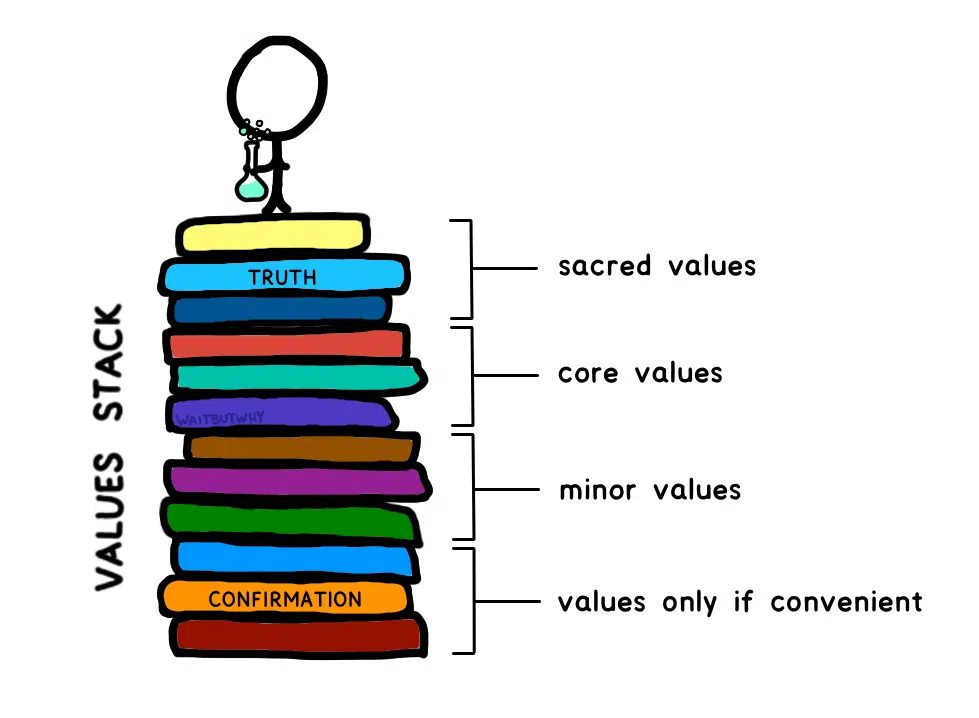 VALUES STACK
TRUTH
sacred values
core values
WAITBUTWHY
minor values
CONFIRMATION
values only if convenient